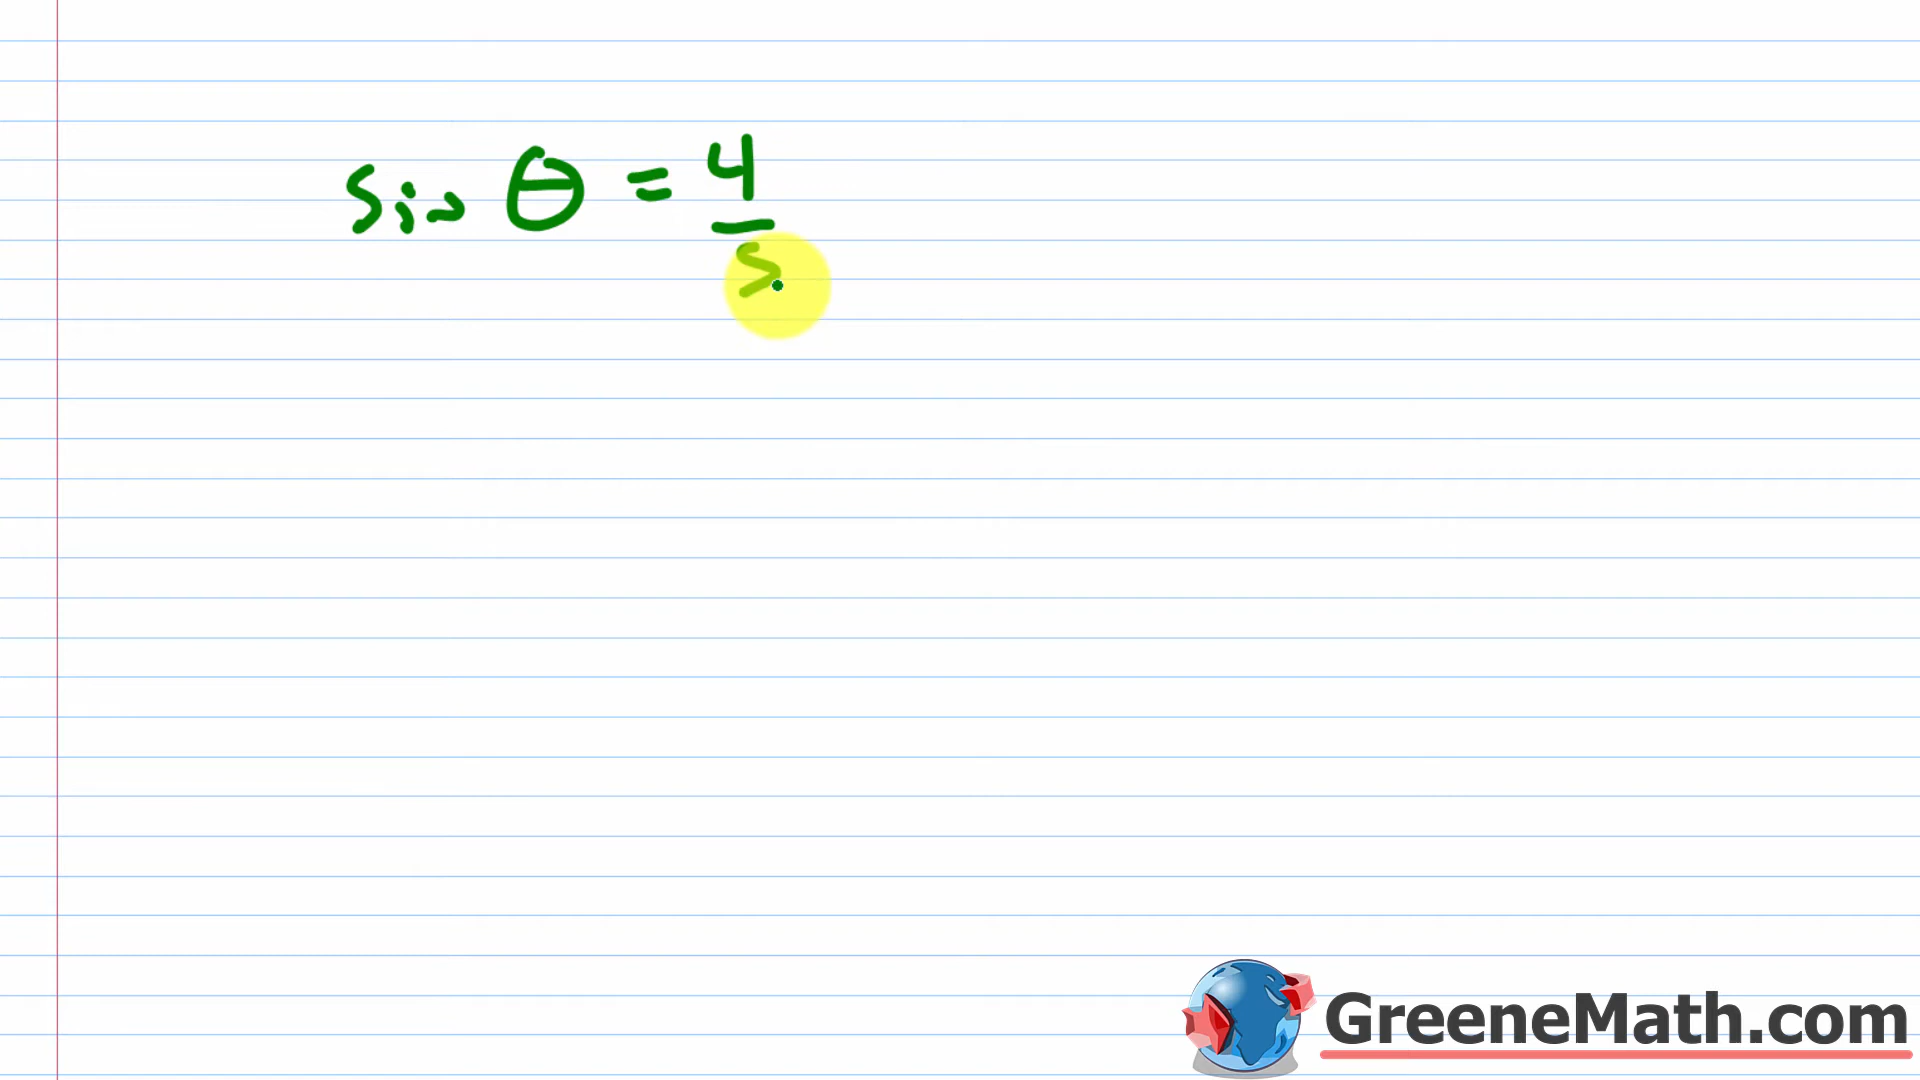 sin θ = 4/5
GreeneMath.com